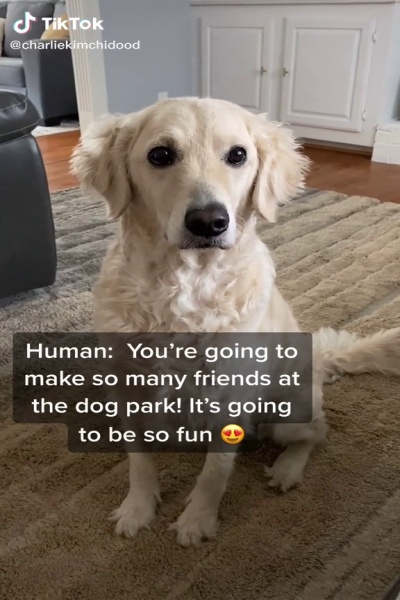 TikTok
@charliekimchidood
Human: You’re going to
make so many friends at
the dog park! It’s going
to be so fun 😍